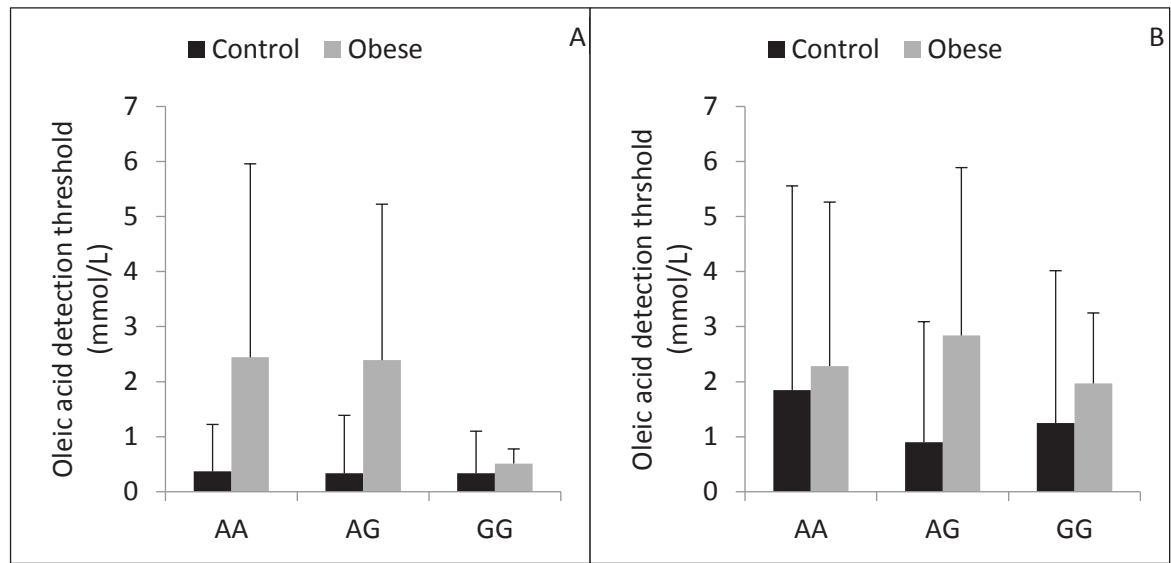 Control Obese A
Oleic acid detection threshold
(mmol/L)
7
6
5
4
3
2
1
0
AA AG GG
Control Obese B
Oleic acid detection thrshold
(mmol/L)
7
6
5
4
3
2
1
0
AA AG GG